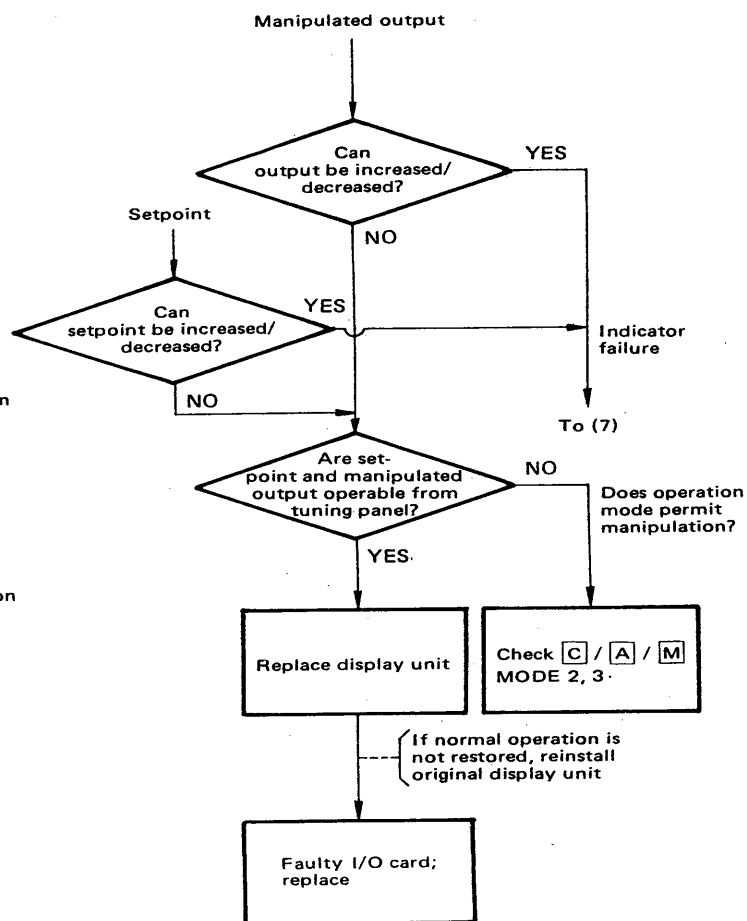 Manipulated output
Can
output be increased/
decreased?
YES
NO
Setpoint
Can
setpoint be increased/
decreased?
YES
NO
Indicator
failure
To (7)
n
Are set-
point and manipulated
output operable from
tuning panel?
NO
YES
Does operation
mode permit
manipulation?
on
Replace display unit
Check C / A / M
MODE 2, 3
If normal operation is
not restored, reinstall
original display unit
Faulty I/O card;
replace